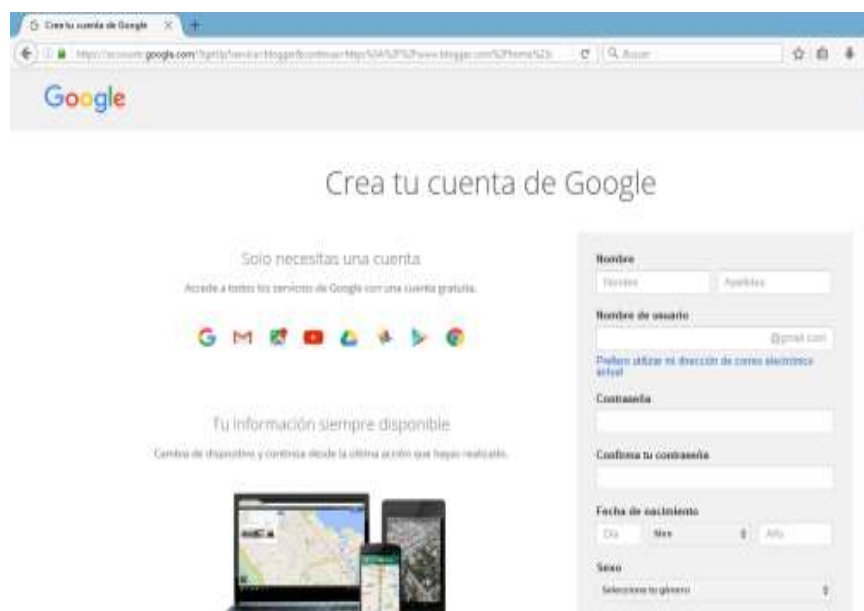 Crea tu cuenta de Google
Google
Crea tu cuenta de Google
Solo necesitas una cuenta
Accede a todos los servicios de Google con una cuenta gratuita.
Tu información siempre disponible
Cambia de dispositivo y continúa desde la última acción que hayas realizado.
Nombre
Nombre Apellidos
Nombre de usuario
@gmail.com
Prefiero utilizar mi dirección de correo electrónico
actual
Contraseña
Confirma tu contraseña
Fecha de nacimiento
Día Mes Año
Sexo
Selecciona tu género